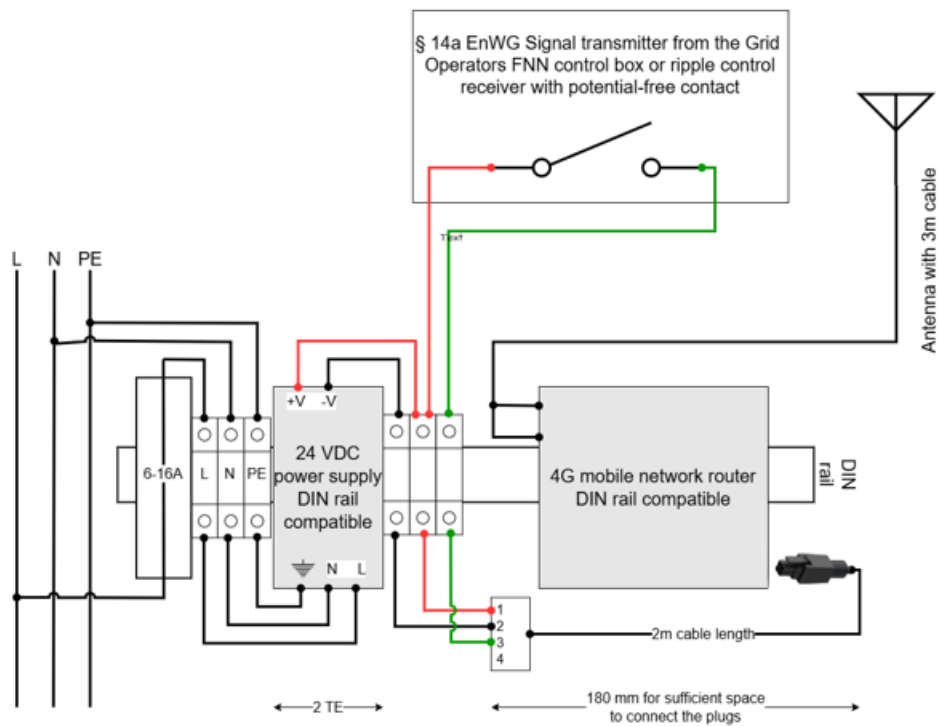 § 14a EnWG Signal transmitter from the Grid
Operators FNN control box or ripple control
receiver with potential-free contact
Antenna with 3m cable
Text
L
N
PE
+V
-V
6-16A
L
N
PE
24 VDC
power supply
DIN rail
compatible
N
L
4G mobile network router
DIN rail compatible
DIN
rail
1
2
3
4
2m cable length
2 TE
180 mm for sufficient space
to connect the plugs